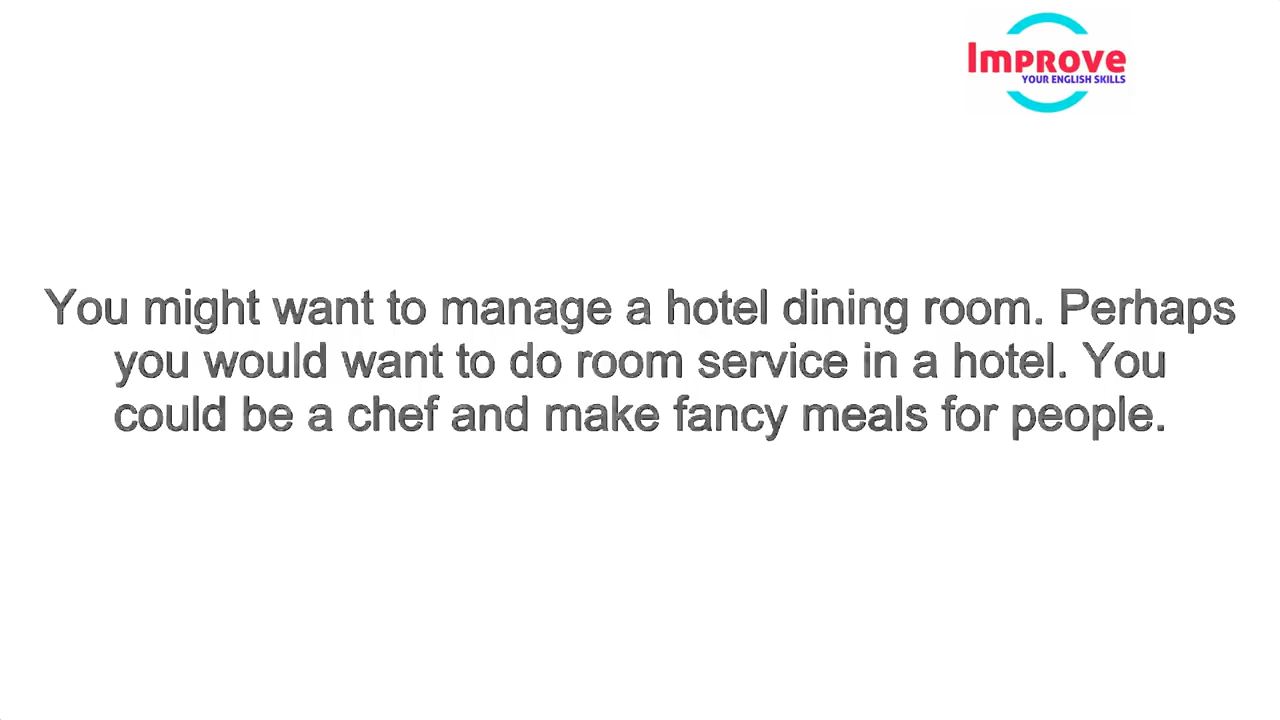 Improve
YOUR ENGLISH SKILLS
You might want to manage a hotel dining room. Perhaps
you would want to do room service in a hotel. You
could be a chef and make fancy meals for people.